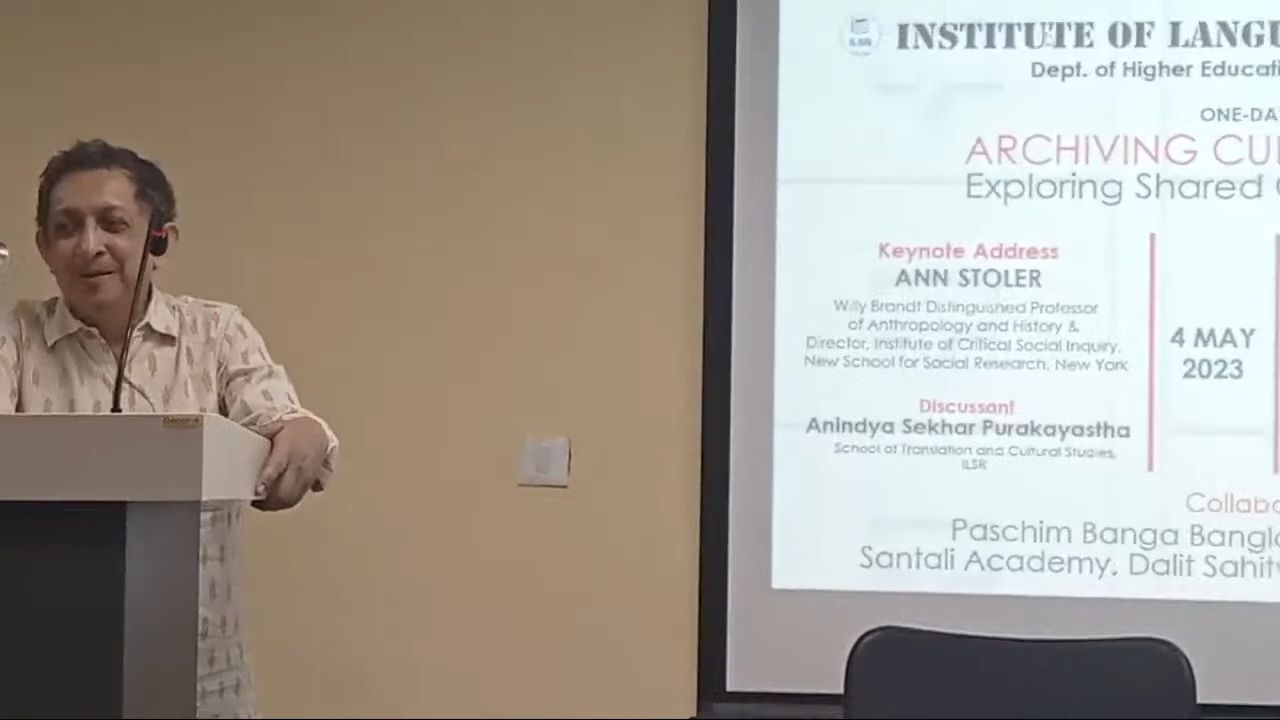 INSTITUTE OF LANGU
Dept. of Higher Educati
ONE-DA
ARCHIVING CU
Exploring Shared
Keynote Address
ANN STOLER
Willy Brandt Distinguished Professor
of Anthropology and History &
Director, Institute of Critical Social Inquiry,
New School for Social Research, New York
4 MAY
2023
Discussant
Anindya Sekhar Purakayastha
School of Translation and Cultural Studies,
ILSR
Collabo
Paschim Banga Bangl
Santali Academy, Dalit Sahit